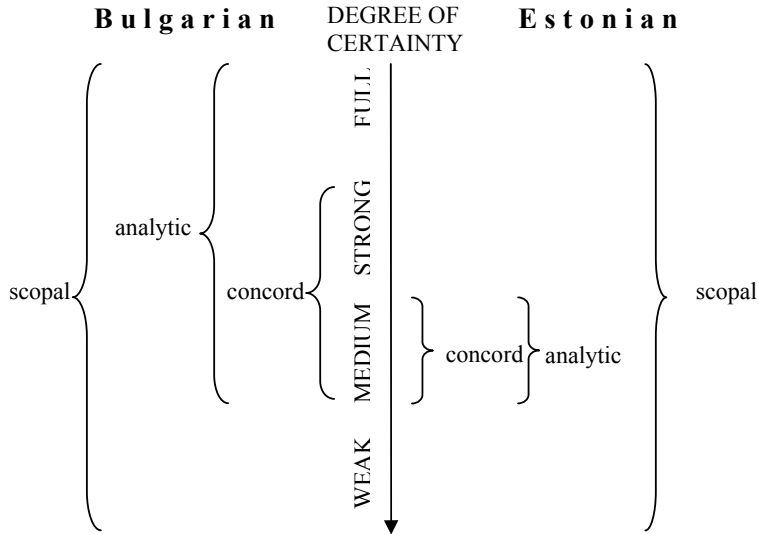 Bulgarian
DEGREE OF
CERTAINTY
Estonian
FULL
STRONG
MEDIUM
WEAK
scopal
analytic
concord
concord
analytic
scopal